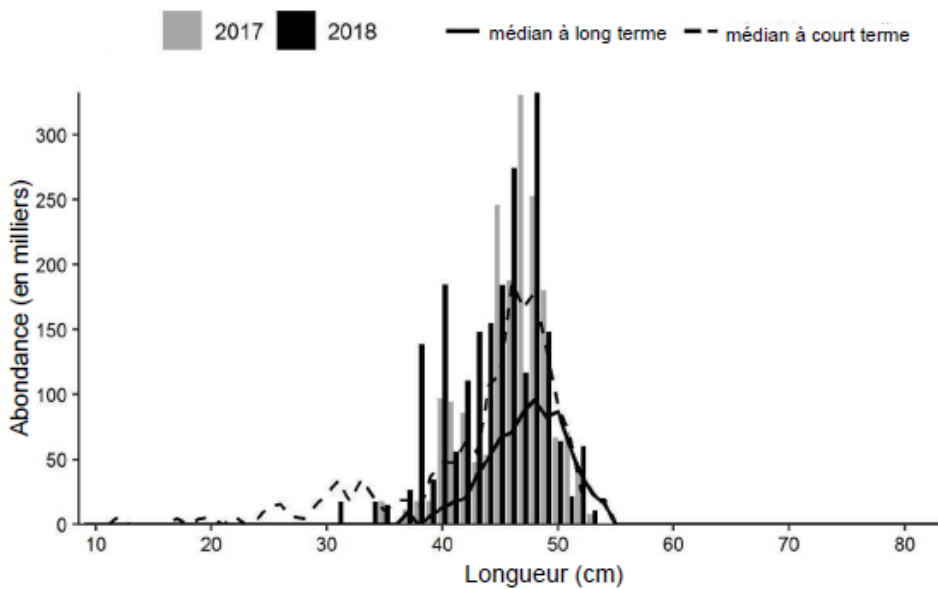 2017 2018 médian à long terme médian à court terme
Abondance (en milliers)
300
250
200
150
100
50
0
10 20 30 40 50 60 70 80
Longueur (cm)